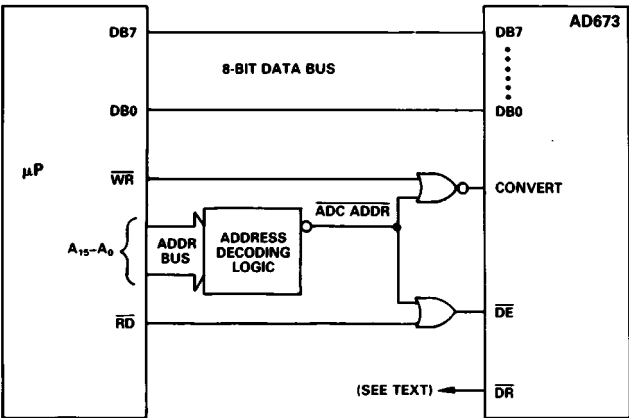 AD673
DB7
DB7
8-BIT DATA BUS
DB0
DB0
μP
WR
CONVERT
ADC ADDR
A15–A0
ADDR
BUS
ADDRESS
DECODING
LOGIC
RD
DE
(SEE TEXT)
DR